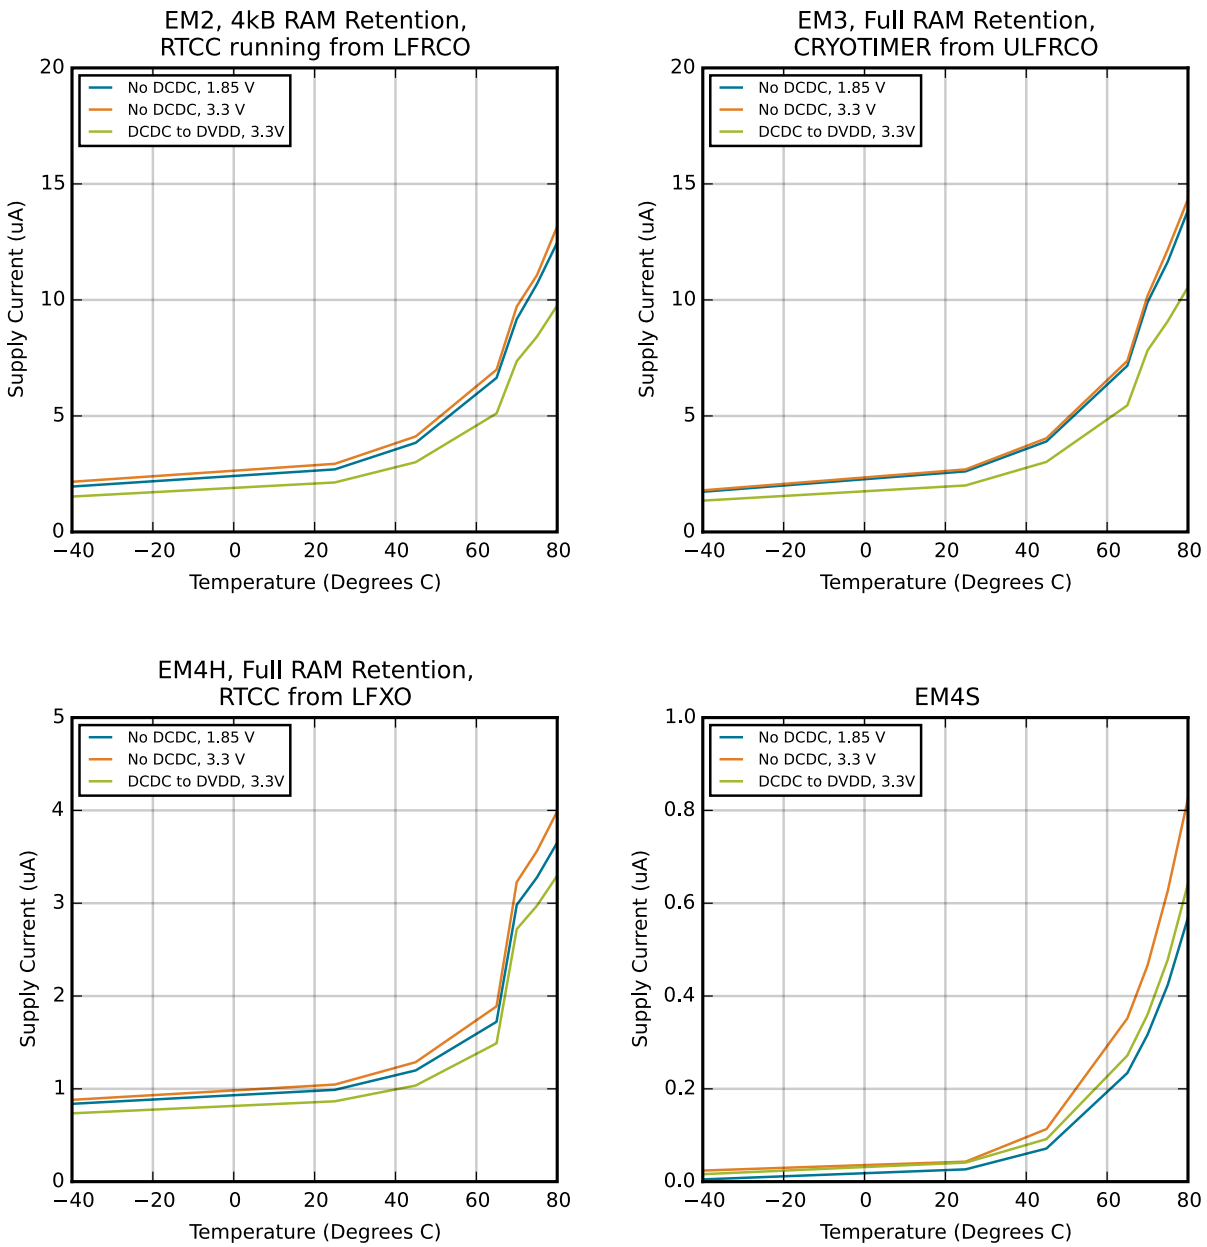 EM2, 4kB RAM Retention,
RTCC running from LFRCO
20
15
10
5
0
Supply Current (uA)
No DCDC, 1.85 V
No DCDC, 3.3 V
DCDC to DVDD, 3.3V
−40 −20 0 20 40 60 80
Temperature (Degrees C)
EM3, Full RAM Retention,
CRYOTIMER from ULFRCO
20
15
10
5
0
Supply Current (uA)
No DCDC, 1.85 V
No DCDC, 3.3 V
DCDC to DVDD, 3.3V
−40 −20 0 20 40 60 80
Temperature (Degrees C)
EM4H, Full RAM Retention,
RTCC from LFXO
5
4
3
2
1
0
Supply Current (uA)
No DCDC, 1.85 V
No DCDC, 3.3 V
DCDC to DVDD, 3.3V
−40 −20 0 20 40 60 80
Temperature (Degrees C)
EM4S
1.0
0.8
0.6
0.4
0.2
0.0
Supply Current (uA)
No DCDC, 1.85 V
No DCDC, 3.3 V
DCDC to DVDD, 3.3V
−40 −20 0 20 40 60 80
Temperature (Degrees C)